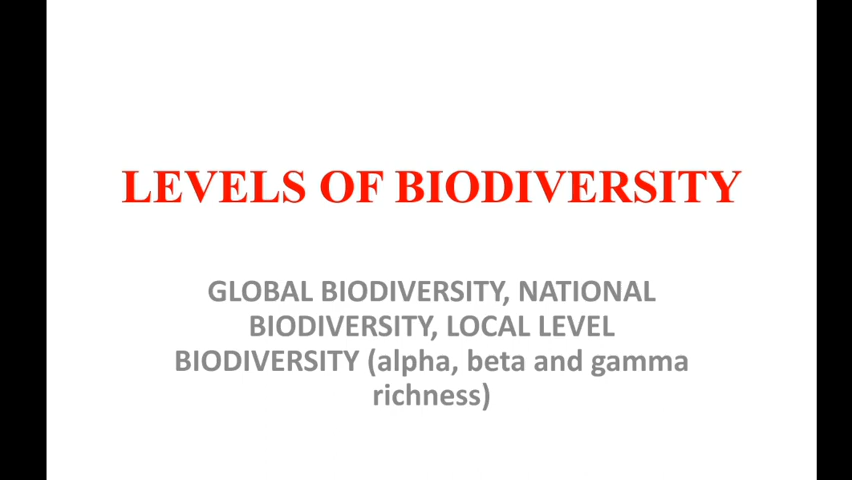 LEVELS OF BIODIVERSITY
GLOBAL BIODIVERSITY, NATIONAL
BIODIVERSITY, LOCAL LEVEL
BIODIVERSITY (alpha, beta and gamma
richness)